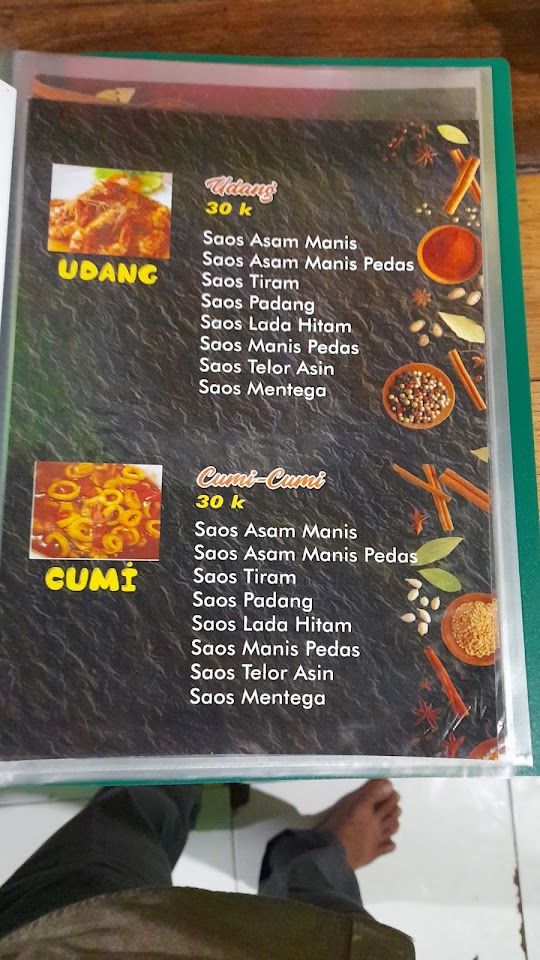 Udang
30 k
UDANG
Saos Asam Manis
Saos Asam Manis Pedas
Saos Tiram
Saos Padang
Saos Lada Hitam
Saos Manis Pedas
Saos Telor Asin
Saos Mentega
Cumi-Cumi
30 k
CUMİ
Saos Asam Manis
Saos Asam Manis Pedas
Saos Tiram
Saos Padang
Saos Lada Hitam
Saos Manis Pedas
Saos Telor Asin
Saos Mentega